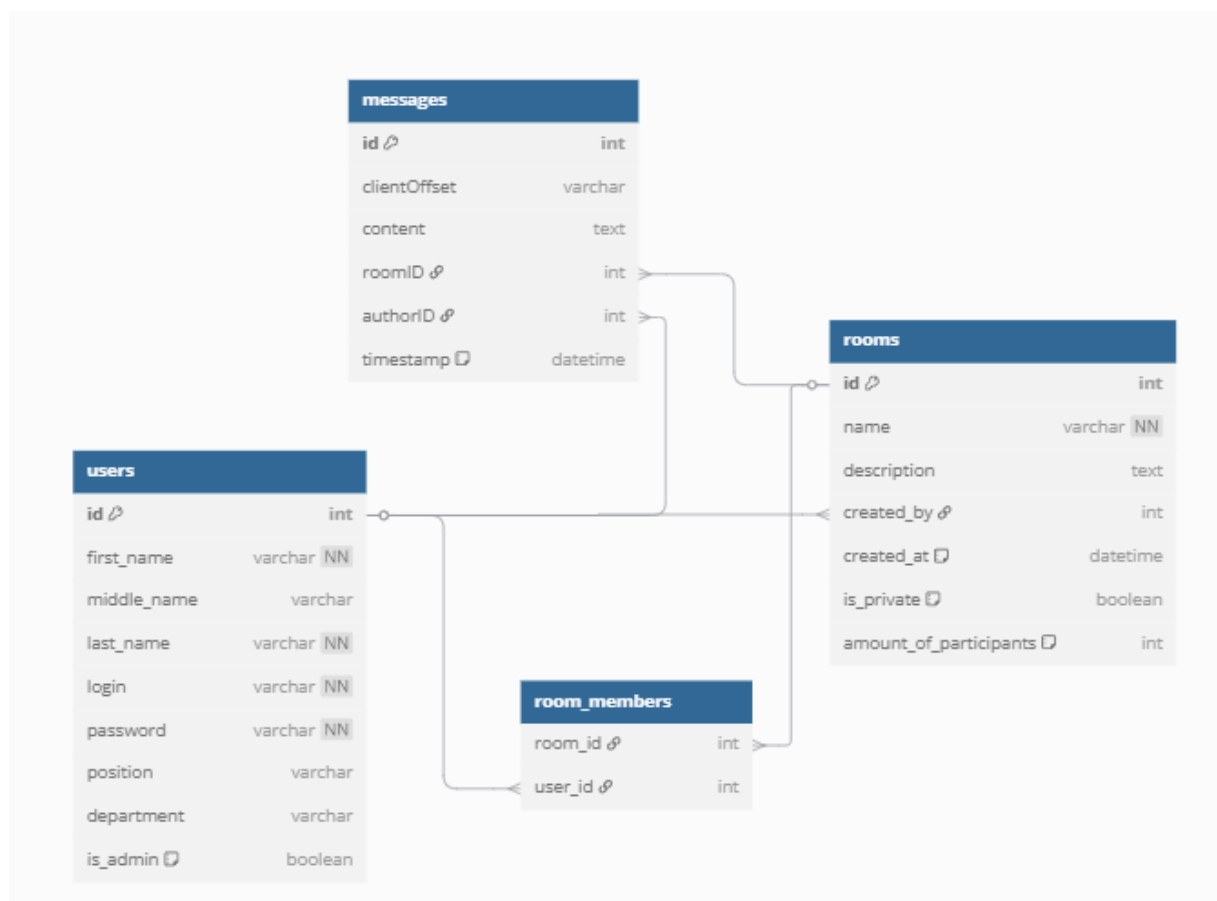 messages
id int
clientOffset varchar
content text
roomID int
authorID int
timestamp datetime
rooms
id int
name varchar NN
description text
created_by int
created_at datetime
is_private boolean
amount_of_participants int
users
id int
first_name varchar NN
middle_name varchar
last_name varchar NN
login varchar NN
password varchar NN
position varchar
department varchar
is_admin boolean
room_members
room_id int
user_id int